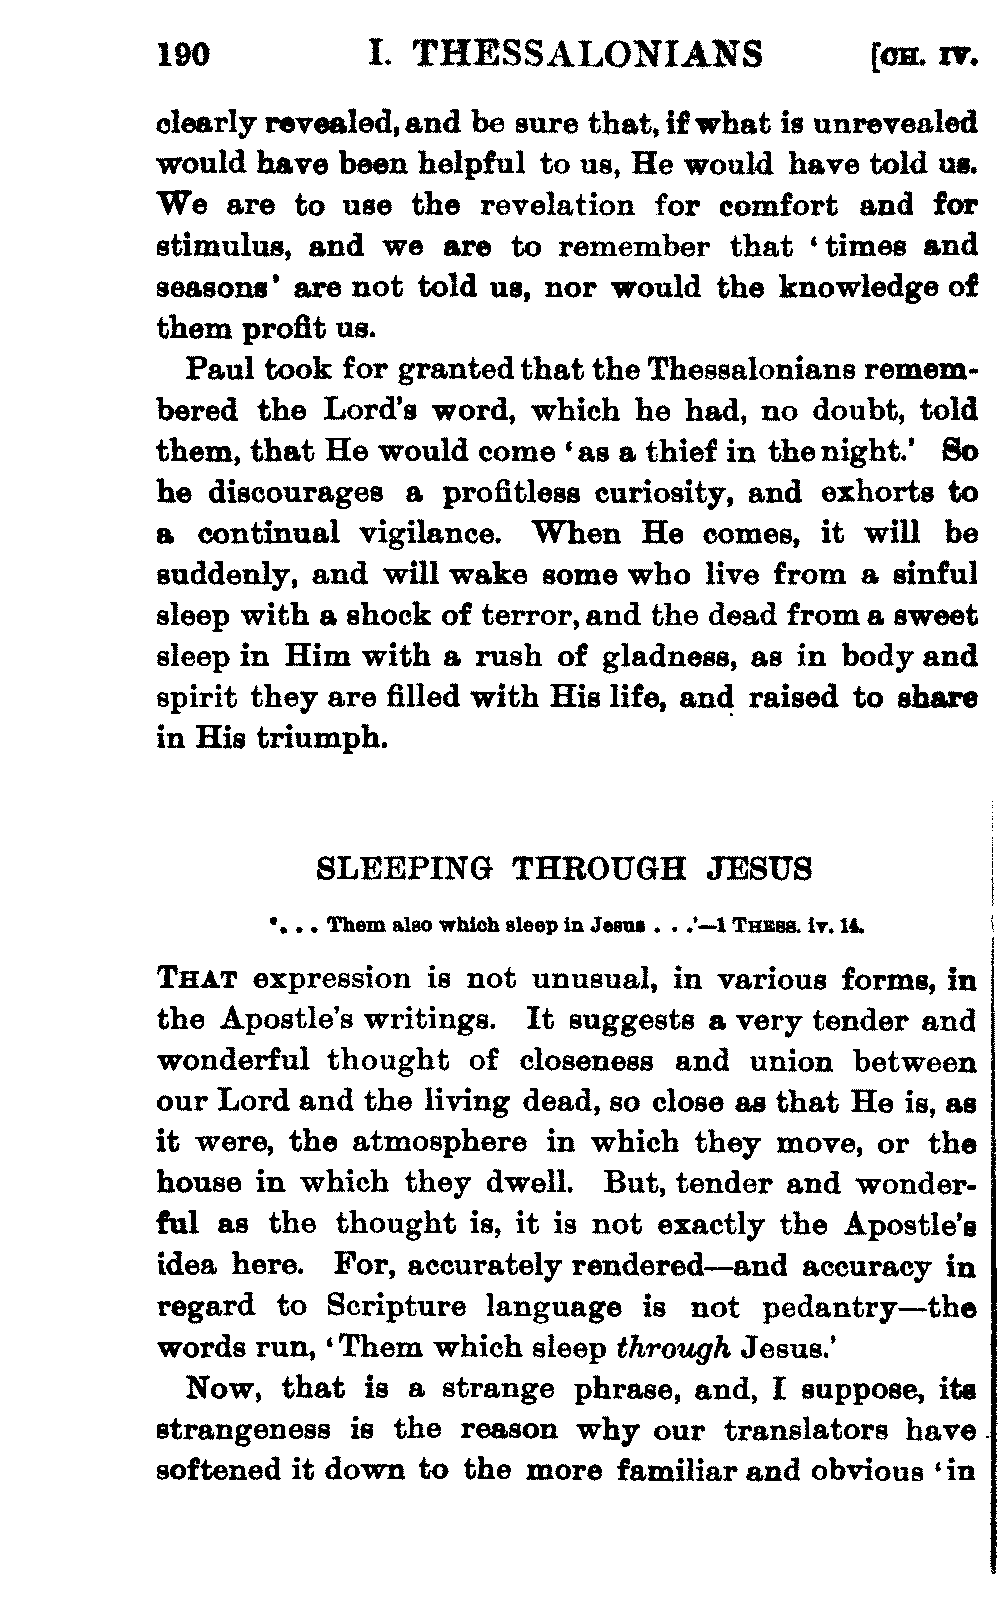 190 I. THESSALONIANS [CH. IV.
clearly revealed, and be sure that, if what is unrevealed
would have been helpful to us, He would have told us.
We are to use the revelation for comfort and for
stimulus, and we are to remember that ‘times and
seasons’ are not told us, nor would the knowledge of
them profit us.
Paul took for granted that the Thessalonians remem-
bered the Lord’s word, which he had, no doubt, told
them, that He would come ‘as a thief in the night.’ So
he discourages a profitless curiosity, and exhorts to
a continual vigilance. When He comes, it will be
suddenly, and will wake some who live from a sinful
sleep with a shock of terror, and the dead from a sweet
sleep in Him with a rush of gladness, as in body and
spirit they are filled with His life, and raised to share
in His triumph.
SLEEPING THROUGH JESUS
‘. . . Them also which sleep in Jesus . . .’—1 THESS. iv. 14.
THAT expression is not unusual, in various forms, in
the Apostle’s writings. It suggests a very tender and
wonderful thought of closeness and union between
our Lord and the living dead, so close as that He is, as
it were, the atmosphere in which they move, or the
house in which they dwell. But, tender and wonder-
ful as the thought is, it is not exactly the Apostle’s
idea here. For, accurately rendered—and accuracy in
regard to Scripture language is not pedantry—the
words run, ‘Them which sleep through Jesus.’
Now, that is a strange phrase, and, I suppose, its
strangeness is the reason why our translators have
softened it down to the more familiar and obvious ‘in